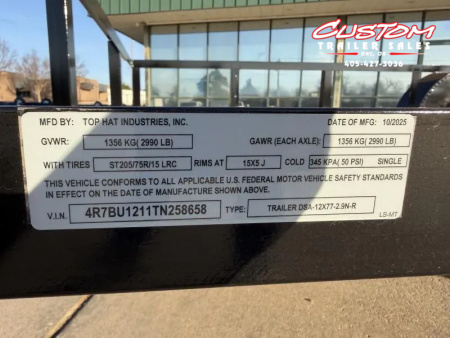 CUSTOM
TRAILER SALES
405-427-3036
MFD BY: TOP HAT INDUSTRIES, INC. DATE OF MFG: 10/2025
GVWR: 1356 KG( 2990 LB) GAWR (EACH AXLE): 1356 KG( 2990 LB)
WITH TIRES ST205/75R/15 LRC RIMS AT 15X5 J COLD 345 KPA( 50 PSI) SINGLE
THIS VEHICLE CONFORMS TO ALL APPLICABLE U.S. FEDERAL MOTOR VEHICLE SAFETY STANDARDS
IN EFFECT ON THE DATE OF MANUFACTURE SHOWN ABOVE.
V.I.N. 4R7BU1211TN258658 TYPE: TRAILER DSA-12X77-2.9N-R
LB-MT